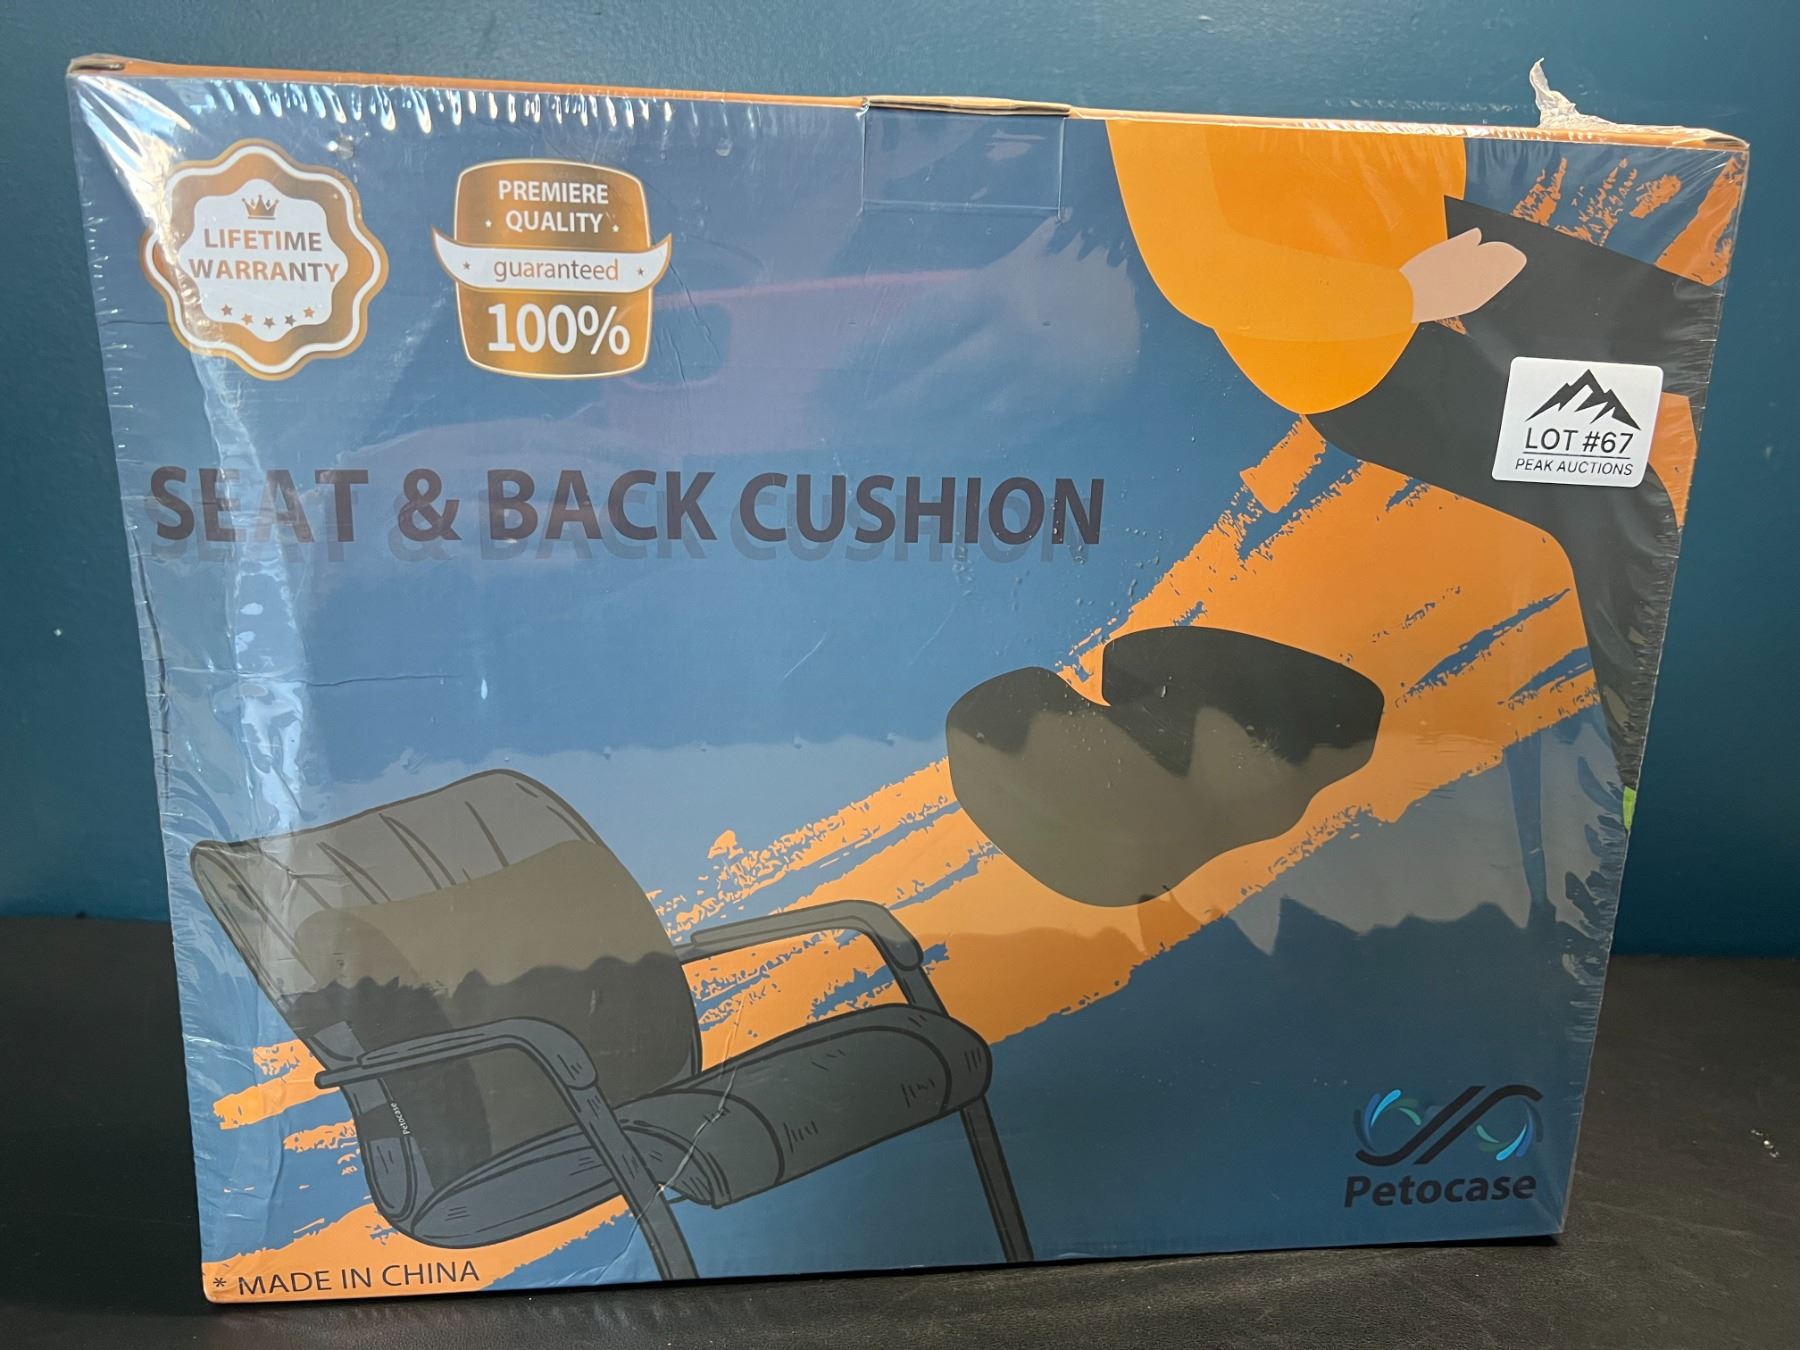 LIFETIME
WARRANTY
PREMIERE
QUALITY
guaranteed
100%
LOT #67
PEAK AUCTIONS
SEAT & BACK CUSHION
Petocase
Petocase
* MADE IN CHINA